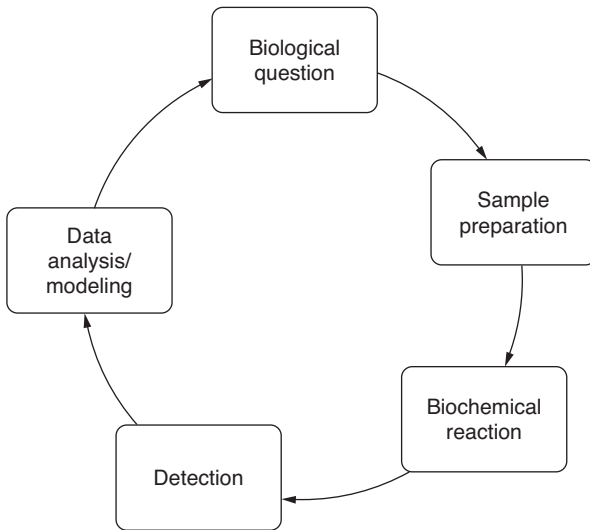 Biological
question
Sample
preparation
Biochemical
reaction
Detection
Data
analysis/
modeling